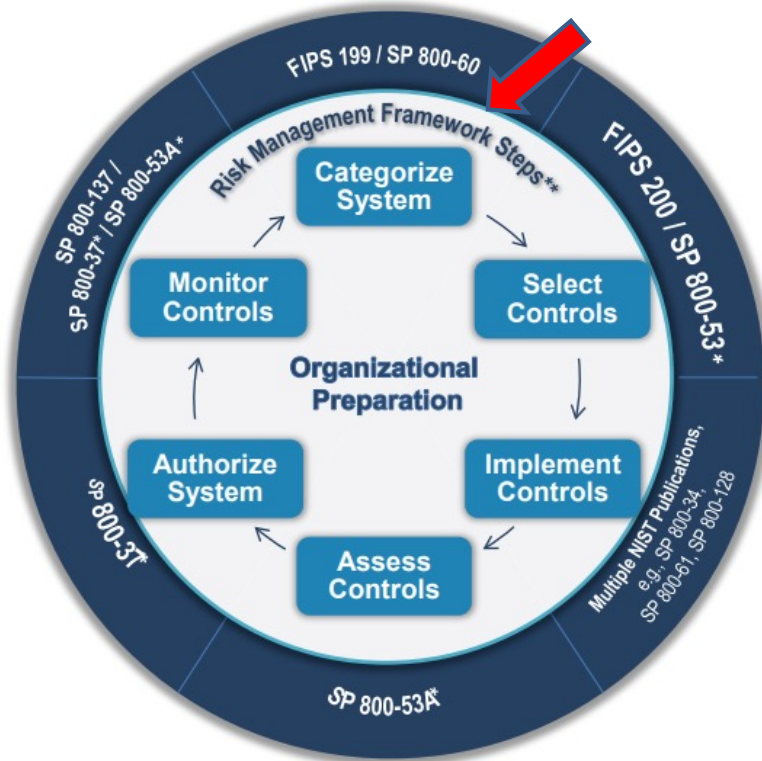 FIPS 199 / SP 800-60
FIPS 200 / SP 800-53*
Multiple NIST Publications,
e.g., SP 800-34,
SP 800-61, SP 800-128
SP 800-53A*
SP 800-37*
SP 800-137 /
SP 800-37* / SP 800-53A*
Risk Management Framework Steps**
Categorize
System
Select
Controls
Implement
Controls
Assess
Controls
Authorize
System
Monitor
Controls
Organizational
Preparation